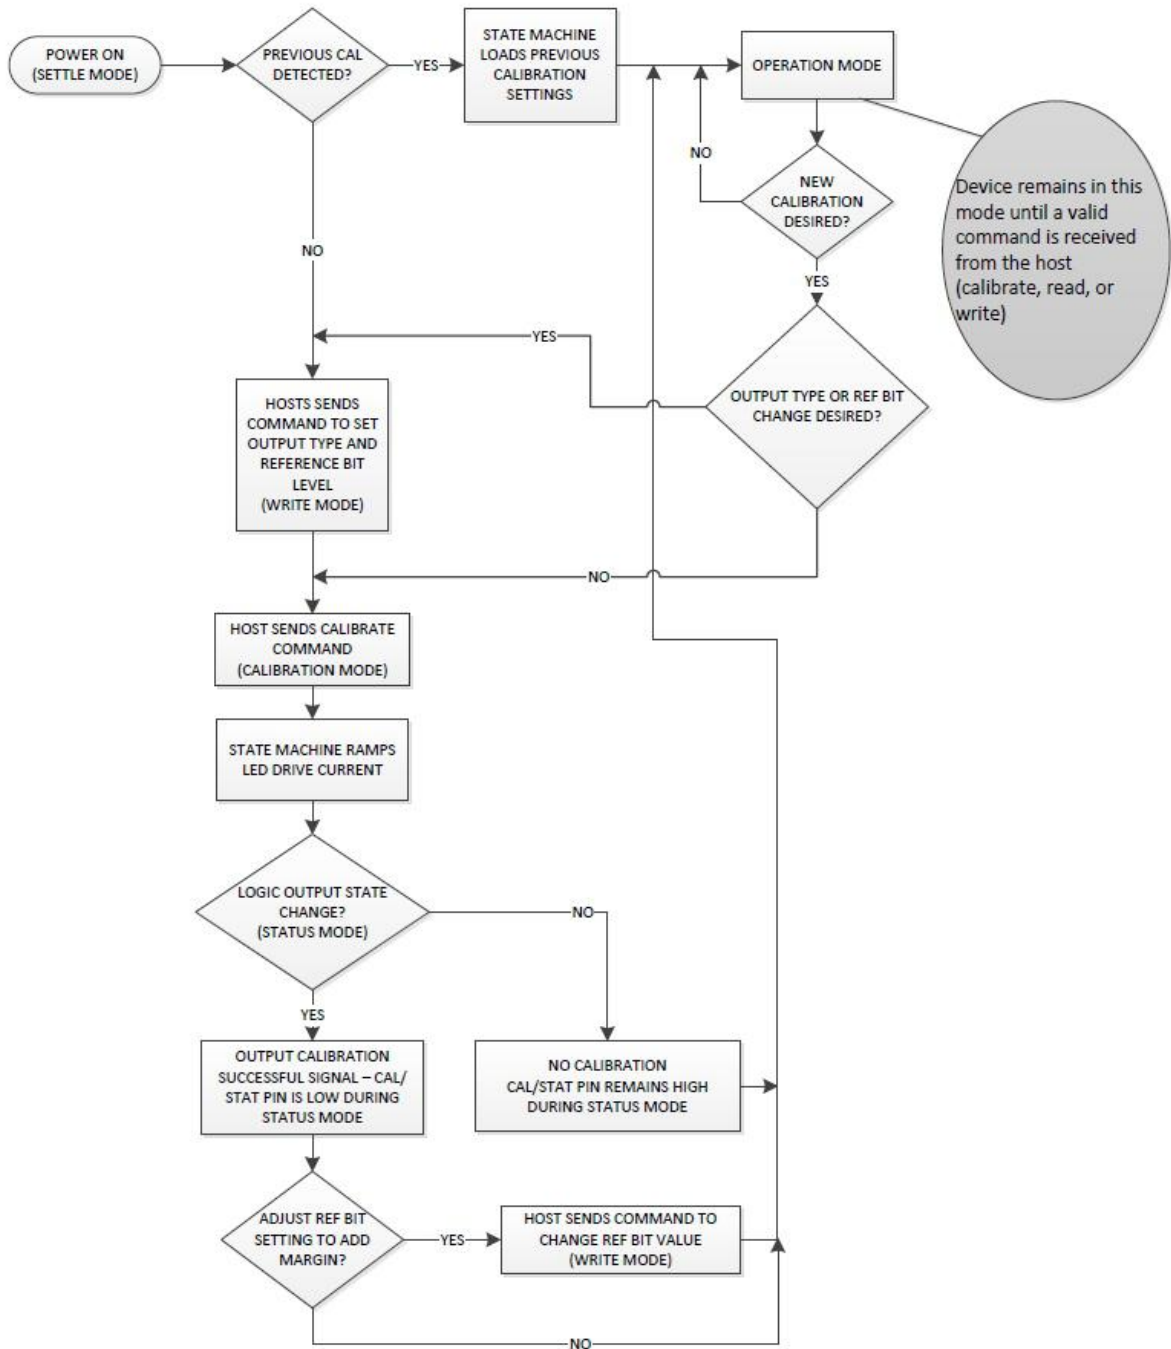 POWER ON
(SETTLE MODE)
PREVIOUS CAL
DETECTED?
YES
STATE MACHINE
LOADS PREVIOUS
CALIBRATION
SETTINGS
OPERATION MODE
NO
NEW
CALIBRATION
DESIRED?
Device remains in this
mode until a valid
command is received
from the host
(calibrate, read, or
write)
NO
YES
YES
OUTPUT TYPE OR REF BIT
CHANGE DESIRED?
HOSTS SENDS
COMMAND TO SET
OUTPUT TYPE AND
REFERENCE BIT
LEVEL
(WRITE MODE)
NO
HOST SENDS CALIBRATE
COMMAND
(CALIBRATION MODE)
STATE MACHINE RAMPS
LED DRIVE CURRENT
LOGIC OUTPUT STATE
CHANGE?
(STATUS MODE)
NO
YES
OUTPUT CALIBRATION
SUCCESSFUL SIGNAL – CAL/
STAT PIN IS LOW DURING
STATUS MODE
NO CALIBRATION
CAL/STAT PIN REMAINS HIGH
DURING STATUS MODE
ADJUST REF BIT
SETTING TO ADD
MARGIN?
YES
HOST SENDS COMMAND TO
CHANGE REF BIT VALUE
(WRITE MODE)
NO